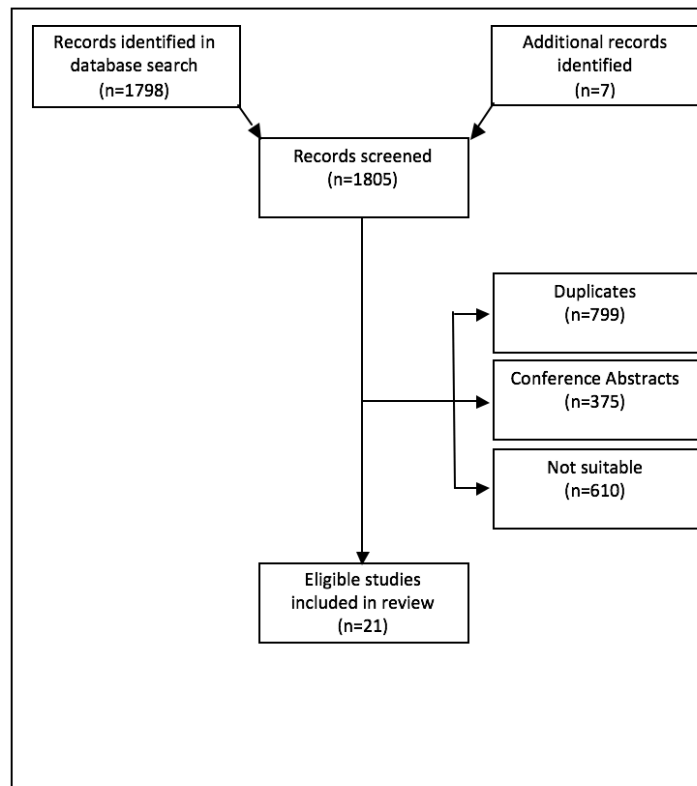 Records identified in
database search
(n=1798)
Additional records
identified
(n=7)
Records screened
(n=1805)
Duplicates
(n=799)
Conference Abstracts
(n=375)
Not suitable
(n=610)
Eligible studies
included in review
(n=21)